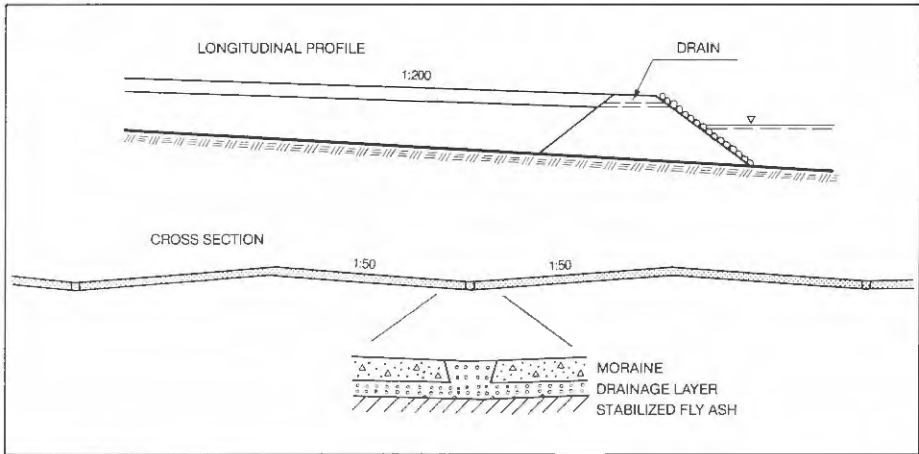 LONGITUDINAL PROFILE
DRAIN
1:200
CROSS SECTION
1:50
1:50
MORAINE
DRAINAGE LAYER
STABILIZED FLY ASH